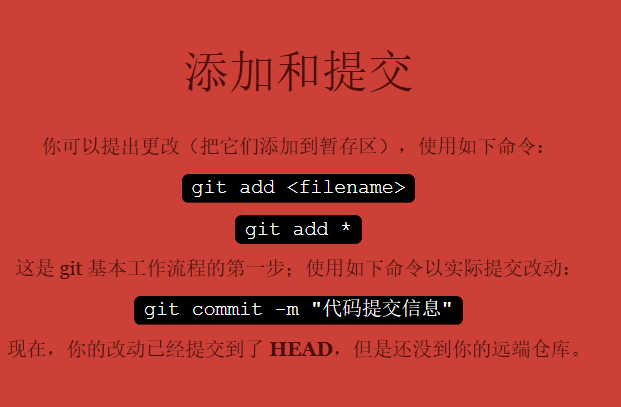 添加和提交
你可以提出更改（把它们添加到暂存区），使用如下命令：
git add <filename>
git add *
这是 git 基本工作流程的第一步；使用如下命令以实际提交改动：
git commit -m "代码提交信息"
现在，你的改动已经提交到了 HEAD，但是还没到你的远端仓库。